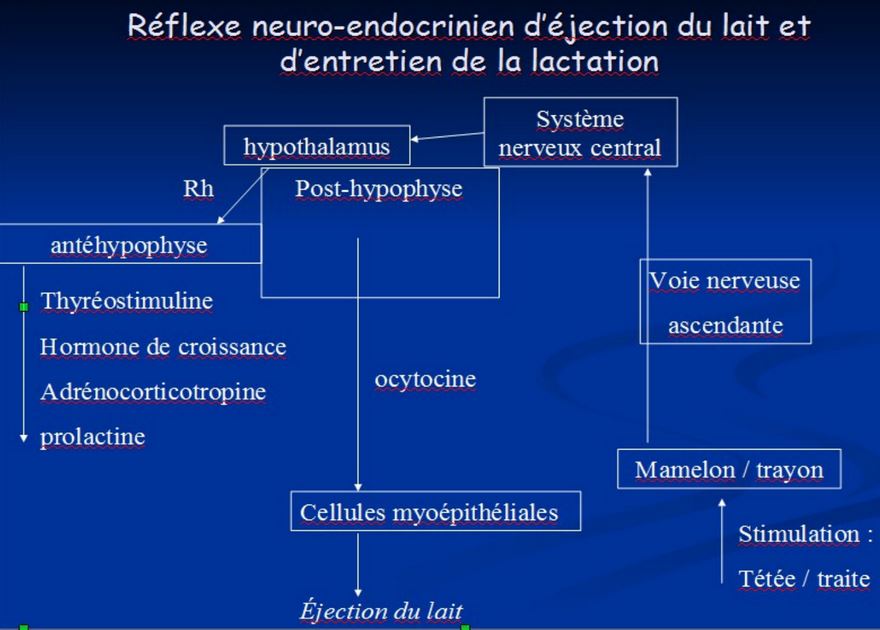 Réflexe neuro-endocrinien d'éjection du lait et
d'entretien de la lactation
Système
nerveux central
hypothalamus
Rh
Post-hypophyse
antéhypophyse
Voie nerveuse
ascendante
Thyréostimuline
Hormone de croissance
Adrénocorticotropine
prolactine
ocytocine
Mamelon / trayon
Cellules myoépithéliales
Stimulation :
Tétée / traite
Éjection du lait